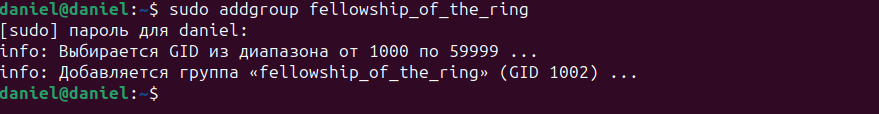 daniel@daniel:~$ sudo addgroup fellowship_of_the_ring
[sudo] пароль для daniel:
info: Выбирается GID из диапазона от 1000 по 59999 ...
info: Добавляется группа «fellowship_of_the_ring» (GID 1002) ...
daniel@daniel:~$